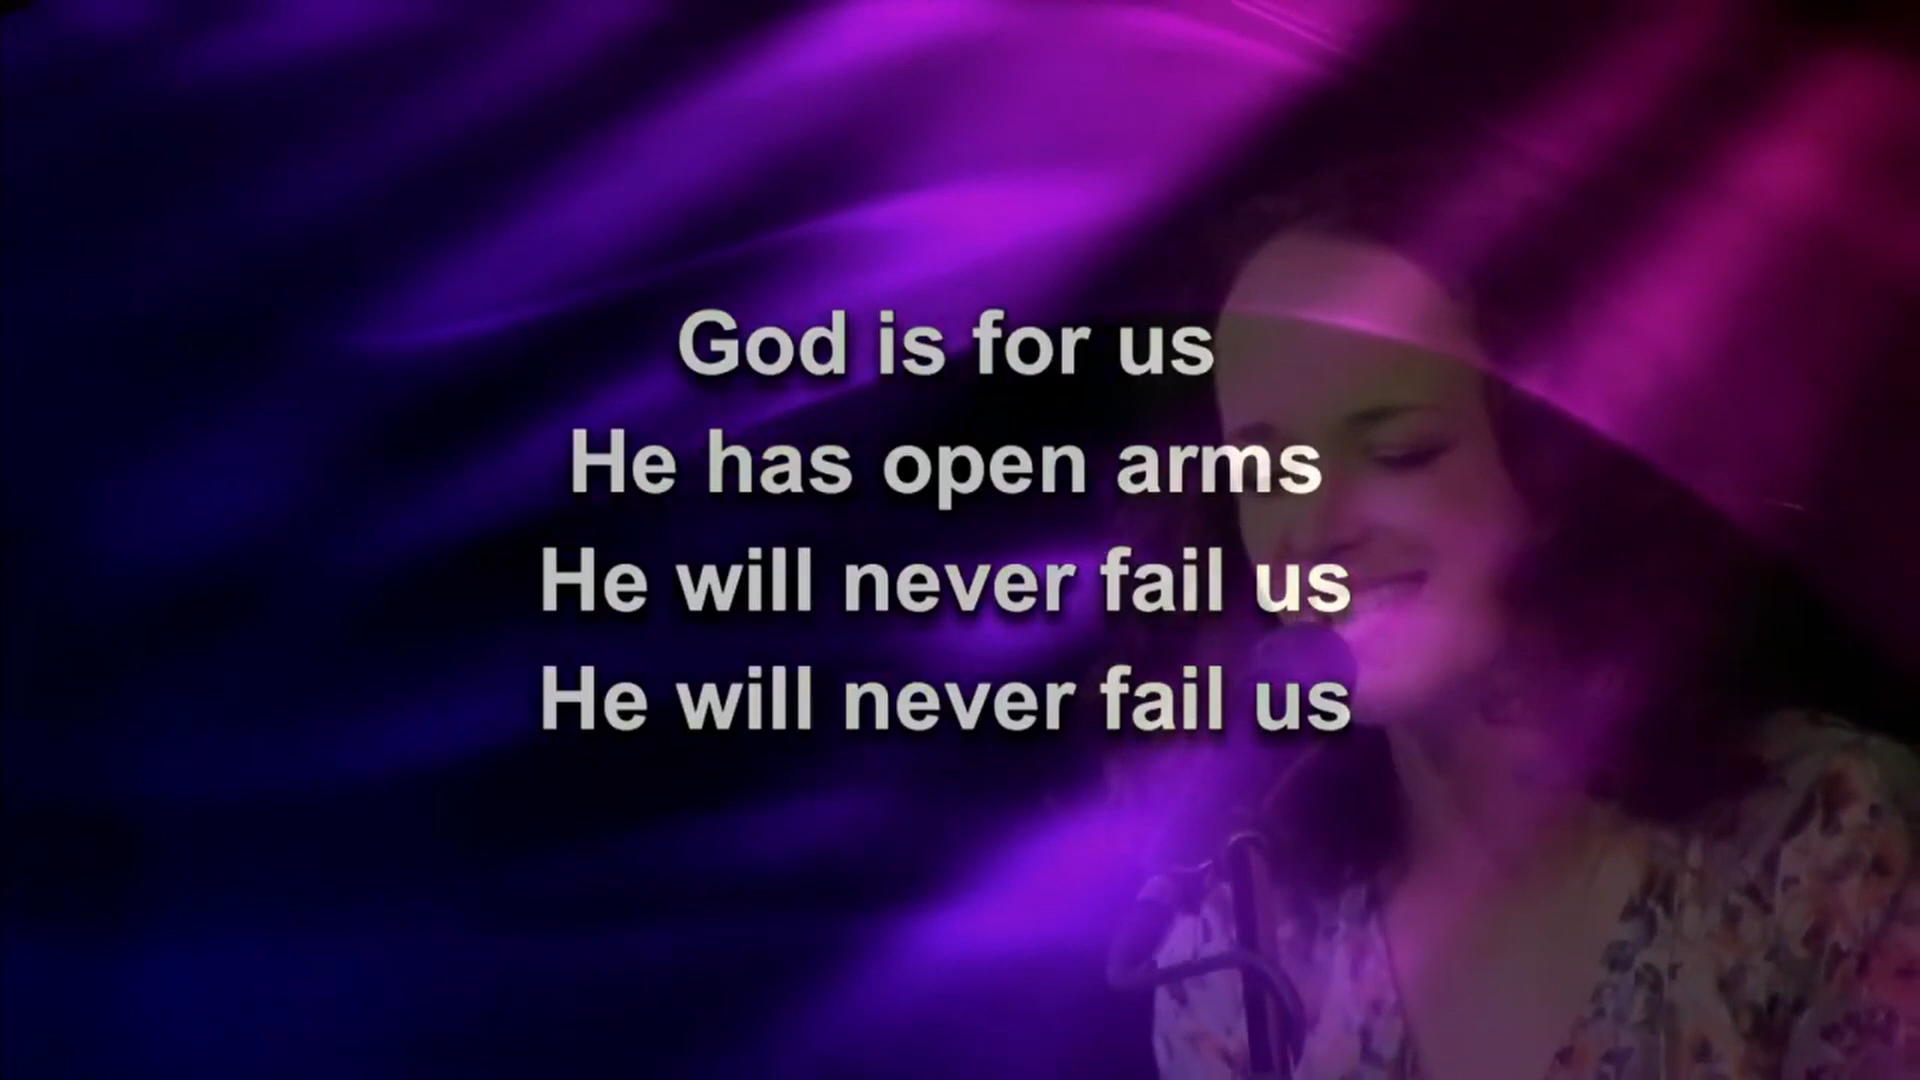 God is for us
He has open arms
He will never fail us
He will never fail us